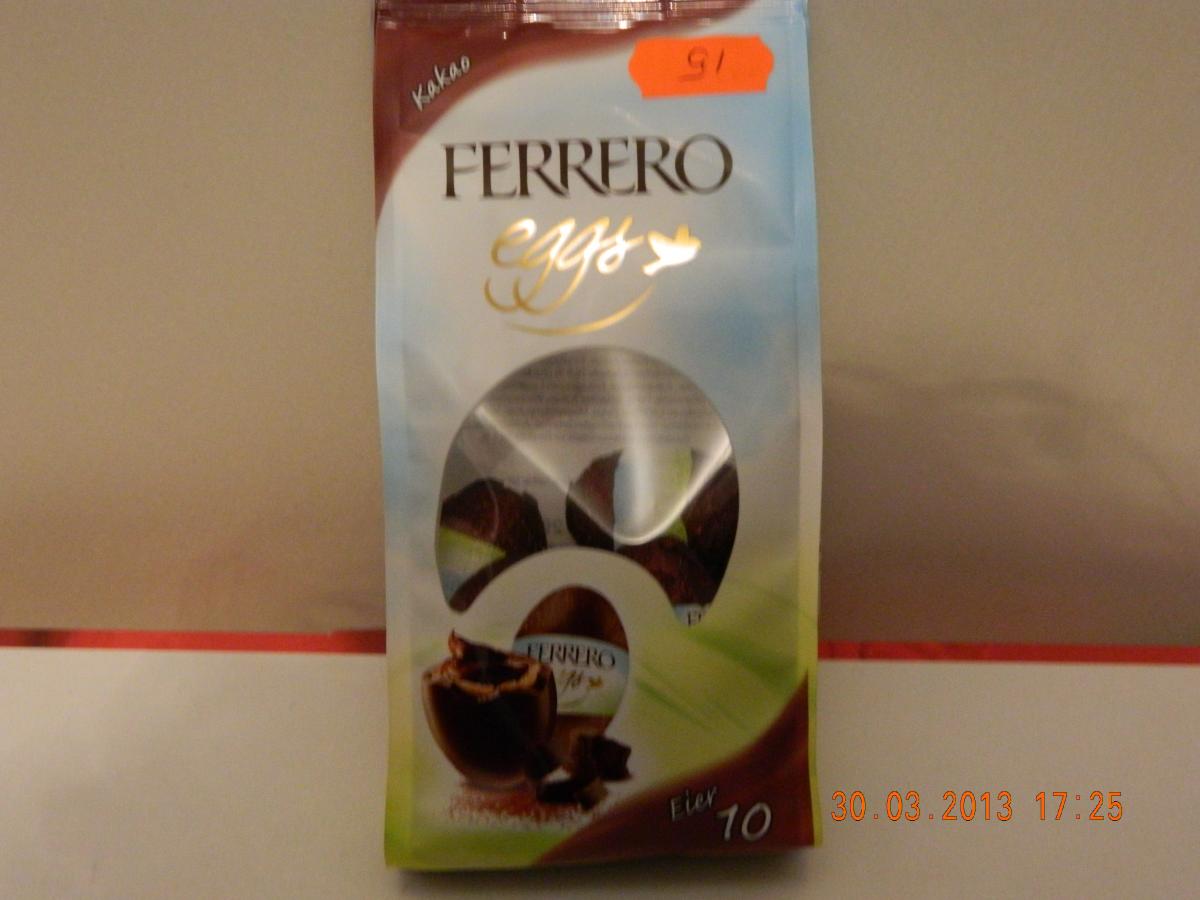 Kakao
15
FERRERO
eggs
FERRERO
Eier 10
30.03.2013 17:25